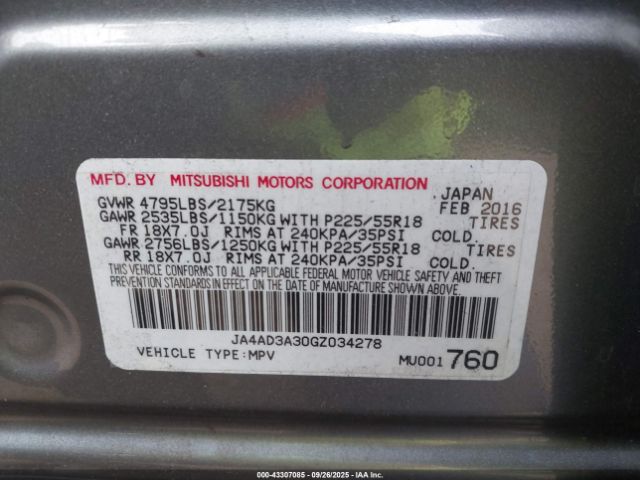 MFD. BY MITSUBISHI MOTORS CORPORATION JAPAN
GVWR 4795LBS/2175KG FEB 2016
GAWR 2535LBS/1150KG WITH P225/55R18 TIRES
FR 18X7.0J RIMS AT 240KPA/35PSI COLD.
GAWR 2756LBS/1250KG WITH P225/55R18 TIRES
RR 18X7.0J RIMS AT 240KPA/35PSI COLD.
THIS VEHICLE CONFORMS TO ALL APPLICABLE FEDERAL MOTOR VEHICLE SAFETY AND THEFT
PREVENTION STANDARDS IN EFFECT ON THE DATE OF MANUFACTURE SHOWN ABOVE.
JA4AD3A30GZ034278
VEHICLE TYPE:MPV MU001760
000-43307085 - 09/26/2025 - IAA Inc.